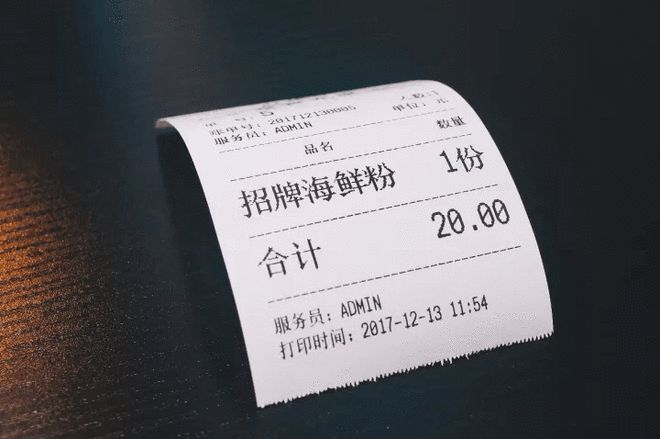 账单号：201712130005
服务员：ADMIN 单位：元
品名 数量
招牌海鲜粉 1份
合计 20.00
服务员：ADMIN
打印时间：2017-12-13 11:54